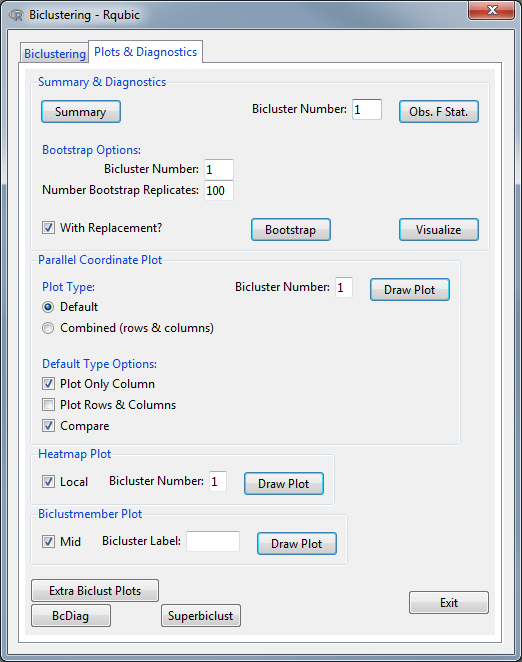 Biclustering - Rqubic
Biclustering Plots & Diagnostics
Summary & Diagnostics
Summary Bicluster Number: 1 Obs. F Stat.
Bootstrap Options:
Bicluster Number: 1
Number Bootstrap Replicates: 100
With Replacement? Bootstrap Visualize
Parallel Coordinate Plot
Plot Type: Bicluster Number: 1 Draw Plot
Default
Combined (rows & columns)
Default Type Options:
Plot Only Column
Plot Rows & Columns
Compare
Heatmap Plot
Local Bicluster Number: 1 Draw Plot
Biclustmember Plot
Mid Bicluster Label: Draw Plot
Extra Biclust Plots
Exit
BcDiag Superbiclust